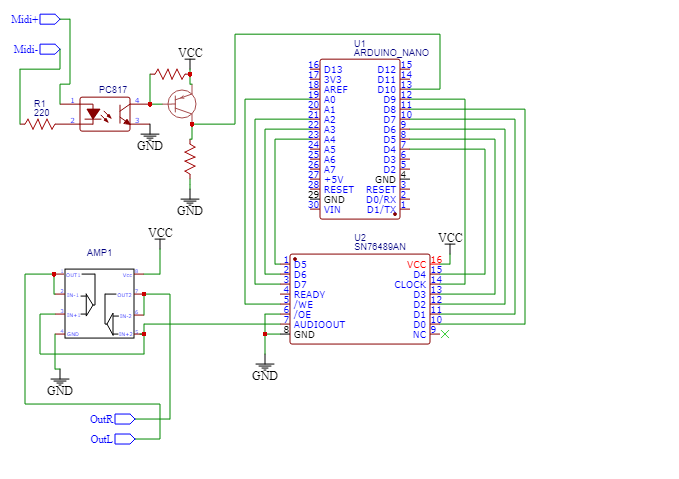 Midi+
Midi-
R1
220
PC817
1
2
4
3
VCC
GND
GND
U1
ARDUINO_NANO
16 D13
17 3V3
18 AREF
19 A0
20 A1
21 A2
22 A3
23 A4
24 A5
25 A6
26 A7
27 +5V
28 RESET
29 GND
30 VIN
D12 15
D11 14
D10 13
D9 12
D8 11
D7 10
D6 9
D5 8
D4 7
D3 6
D2 5
GND 4
RESET 3
D0/RX 2
D1/TX 1
U2
SN76489AN
1 D5
2 D6
3 D7
4 READY
5 /WE
6 /OE
7 AUDIOOUT
8 GND
VCC
VCC 16
D4 15
CLOCK 14
D3 13
D2 12
D1 11
D0 10
NC 9
GND
VCC
AMP1
1 OUT1
2 IN-1
3 IN+1
4 GND
Vcc 8
OUT2 7
IN-2 6
IN+2 5
GND
OutR
OutL